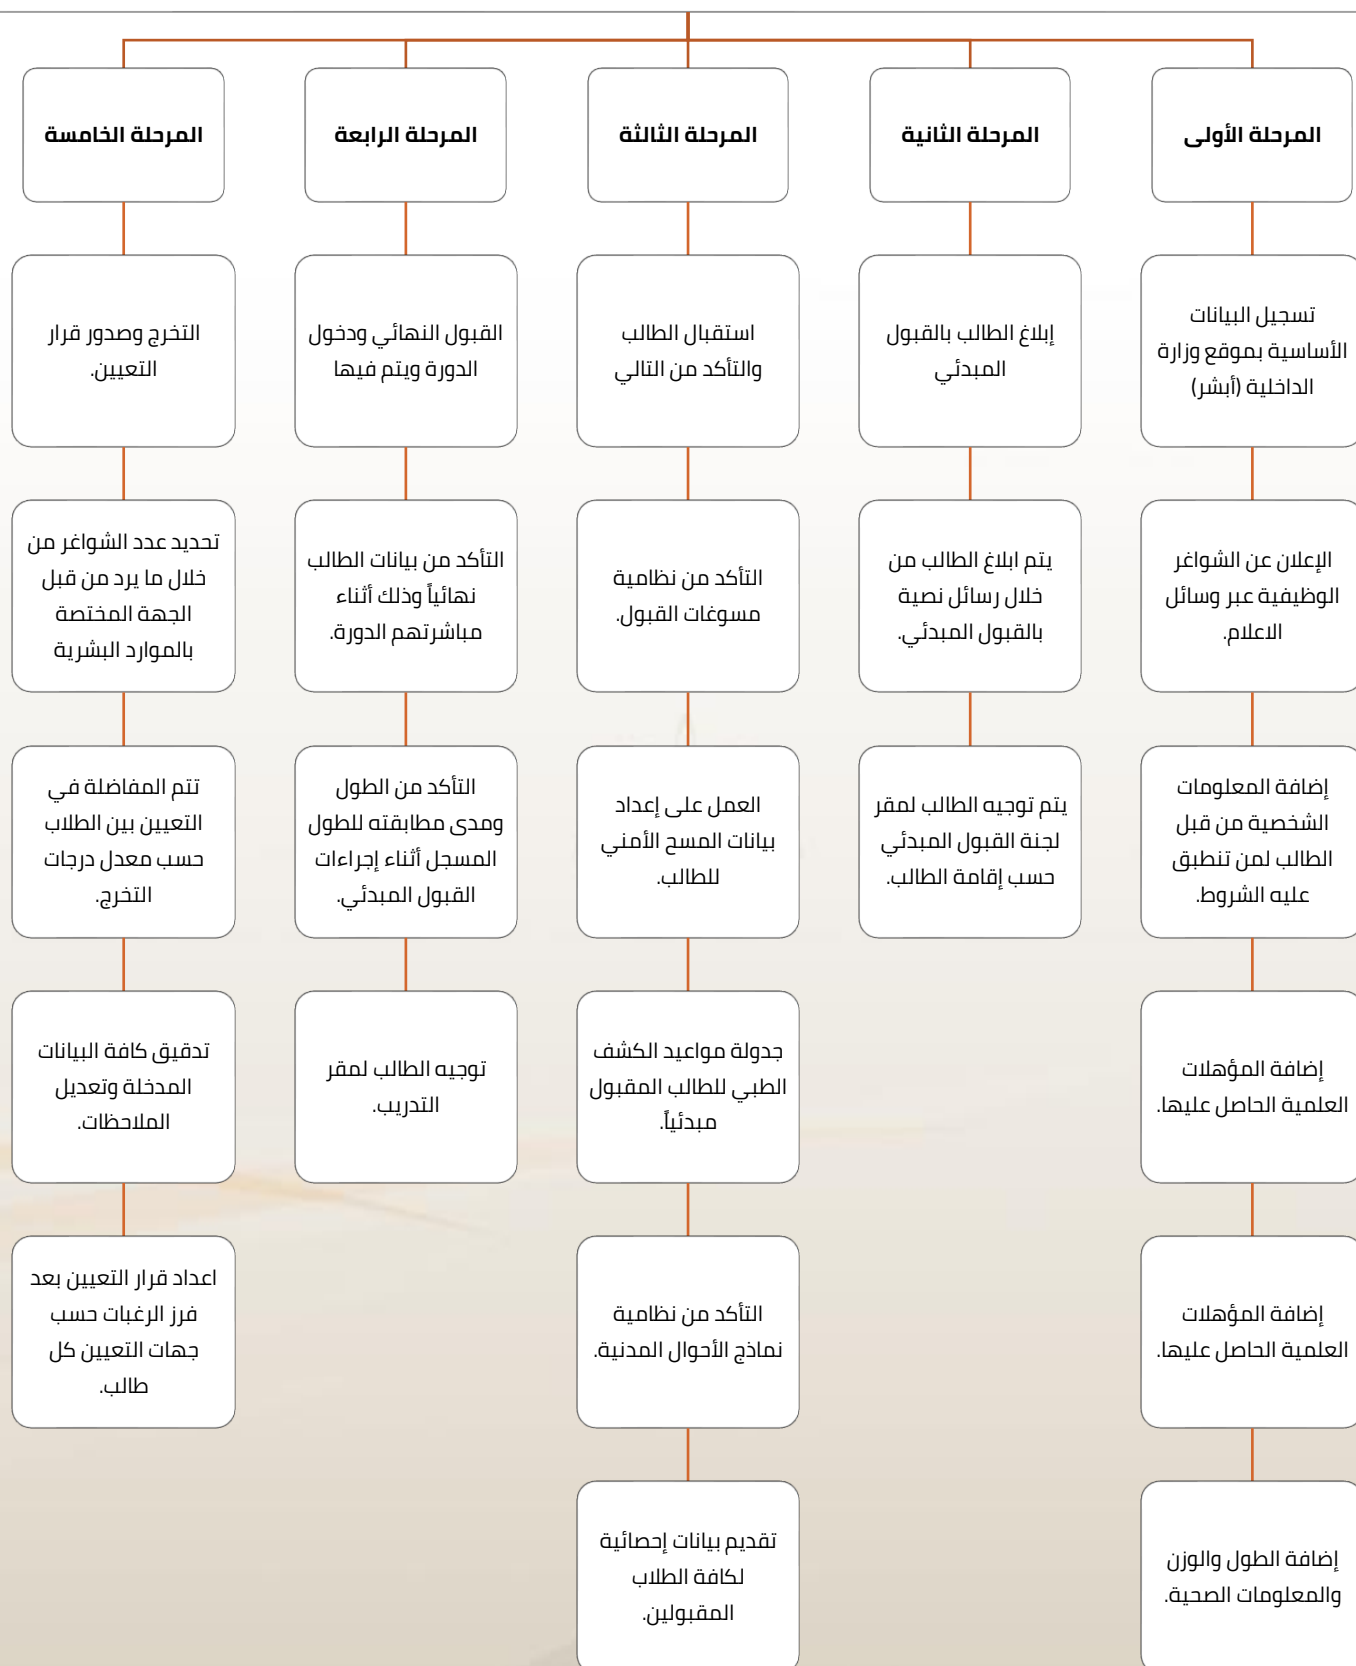 المرحلة الأولى
تسجيل البيانات
الأساسية بموقع وزارة
الداخلية (أبشر)
الإعلان عن الشواغر
الوظيفية عبر وسائل
الاعلام.
إضافة المعلومات
الشخصية من قبل
الطالب لمن تنطبق
عليه الشروط.
إضافة المؤهلات
العلمية الحاصل عليها.
إضافة المؤهلات
العلمية الحاصل عليها.
إضافة الطول والوزن
والمعلومات الصحية.
المرحلة الثانية
إبلاغ الطالب بالقبول
المبدئي
يتم ابلاغ الطالب من
خلال رسائل نصية
بالقبول المبدئي.
يتم توجيه الطالب لمقر
لجنة القبول المبدئي
حسب إقامة الطالب.
المرحلة الثالثة
استقبال الطالب
والتأكد من التالي
التأكد من نظامية
مسوغات القبول.
العمل على إعداد
بيانات المسح الأمني
للطالب.
جدولة مواعيد الكشف
الطبي للطالب المقبول
مبدئياً.
التأكد من نظامية
نماذج الأحوال المدنية.
تقديم بيانات إحصائية
لكافة الطلاب
المقبولين.
المرحلة الرابعة
القبول النهائي ودخول
الدورة ويتم فيها
التأكد من بيانات الطالب
نهائياً وذلك أثناء
مباشرتهم الدورة.
التأكد من الطول
ومدى مطابقته للطول
المسجل أثناء إجراءات
القبول المبدئي.
توجيه الطالب لمقر
التدريب.
المرحلة الخامسة
التخرج وصدور قرار
التعيين.
تحديد عدد الشواغر من
خلال ما يرد من قبل
الجهة المختصة
بالموارد البشرية
تتم المفاضلة في
التعيين بين الطلاب
حسب معدل درجات
التخرج.
تدقيق كافة البيانات
المدخلة وتعديل
الملاحظات.
اعداد قرار التعيين بعد
فرز الرغبات حسب
جهات التعيين كل
طالب.